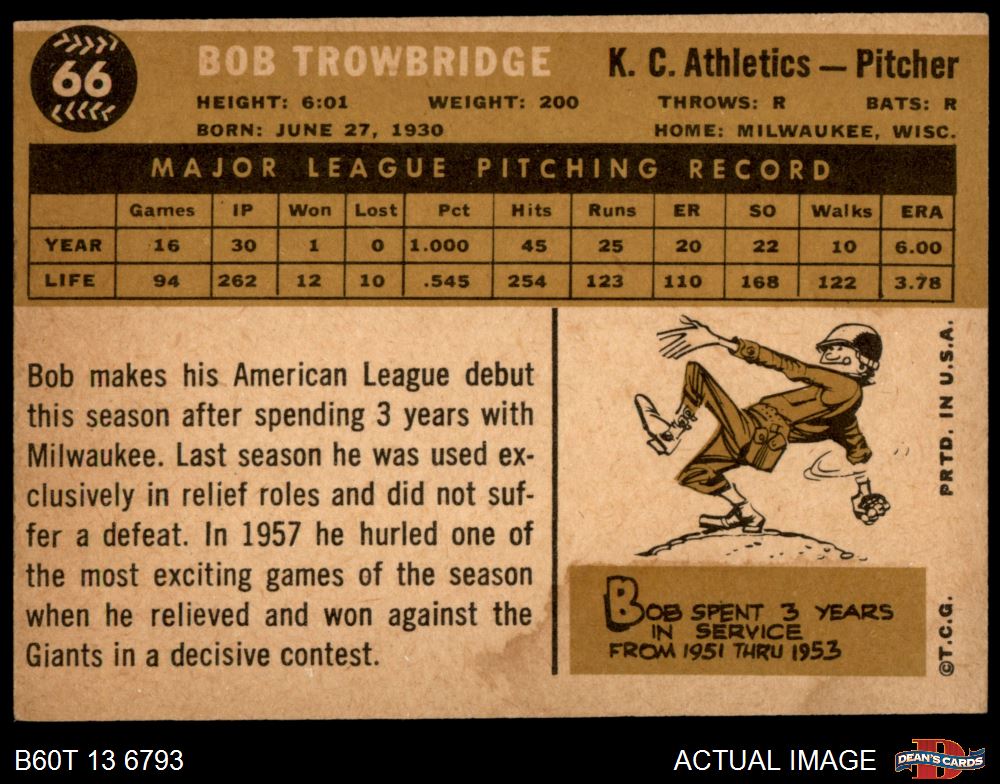 66
BOB TROWBRIDGE
K. C. Athletics — Pitcher
HEIGHT: 6:01 WEIGHT: 200 THROWS: R BATS: R
BORN: JUNE 27, 1930 HOME: MILWAUKEE, WISC.
MAJOR LEAGUE PITCHING RECORD
Games IP Won Lost Pct Hits Runs ER SO Walks ERA
YEAR 16 30 1 0 1.000 45 25 20 22 10 6.00
LIFE 94 262 12 10 .545 254 123 110 168 122 3.78
Bob makes his American League debut
this season after spending 3 years with
Milwaukee. Last season he was used ex-
clusively in relief roles and did not suf-
fer a defeat. In 1957 he hurled one of
the most exciting games of the season
when he relieved and won against the
Giants in a decisive contest.
BOB SPENT 3 YEARS
IN SERVICE
FROM 1951 THRU 1953
©T.C.G. PRTD. IN U.S.A.
B60T 13 6793
ACTUAL IMAGE
D
DEAN'S CARDS